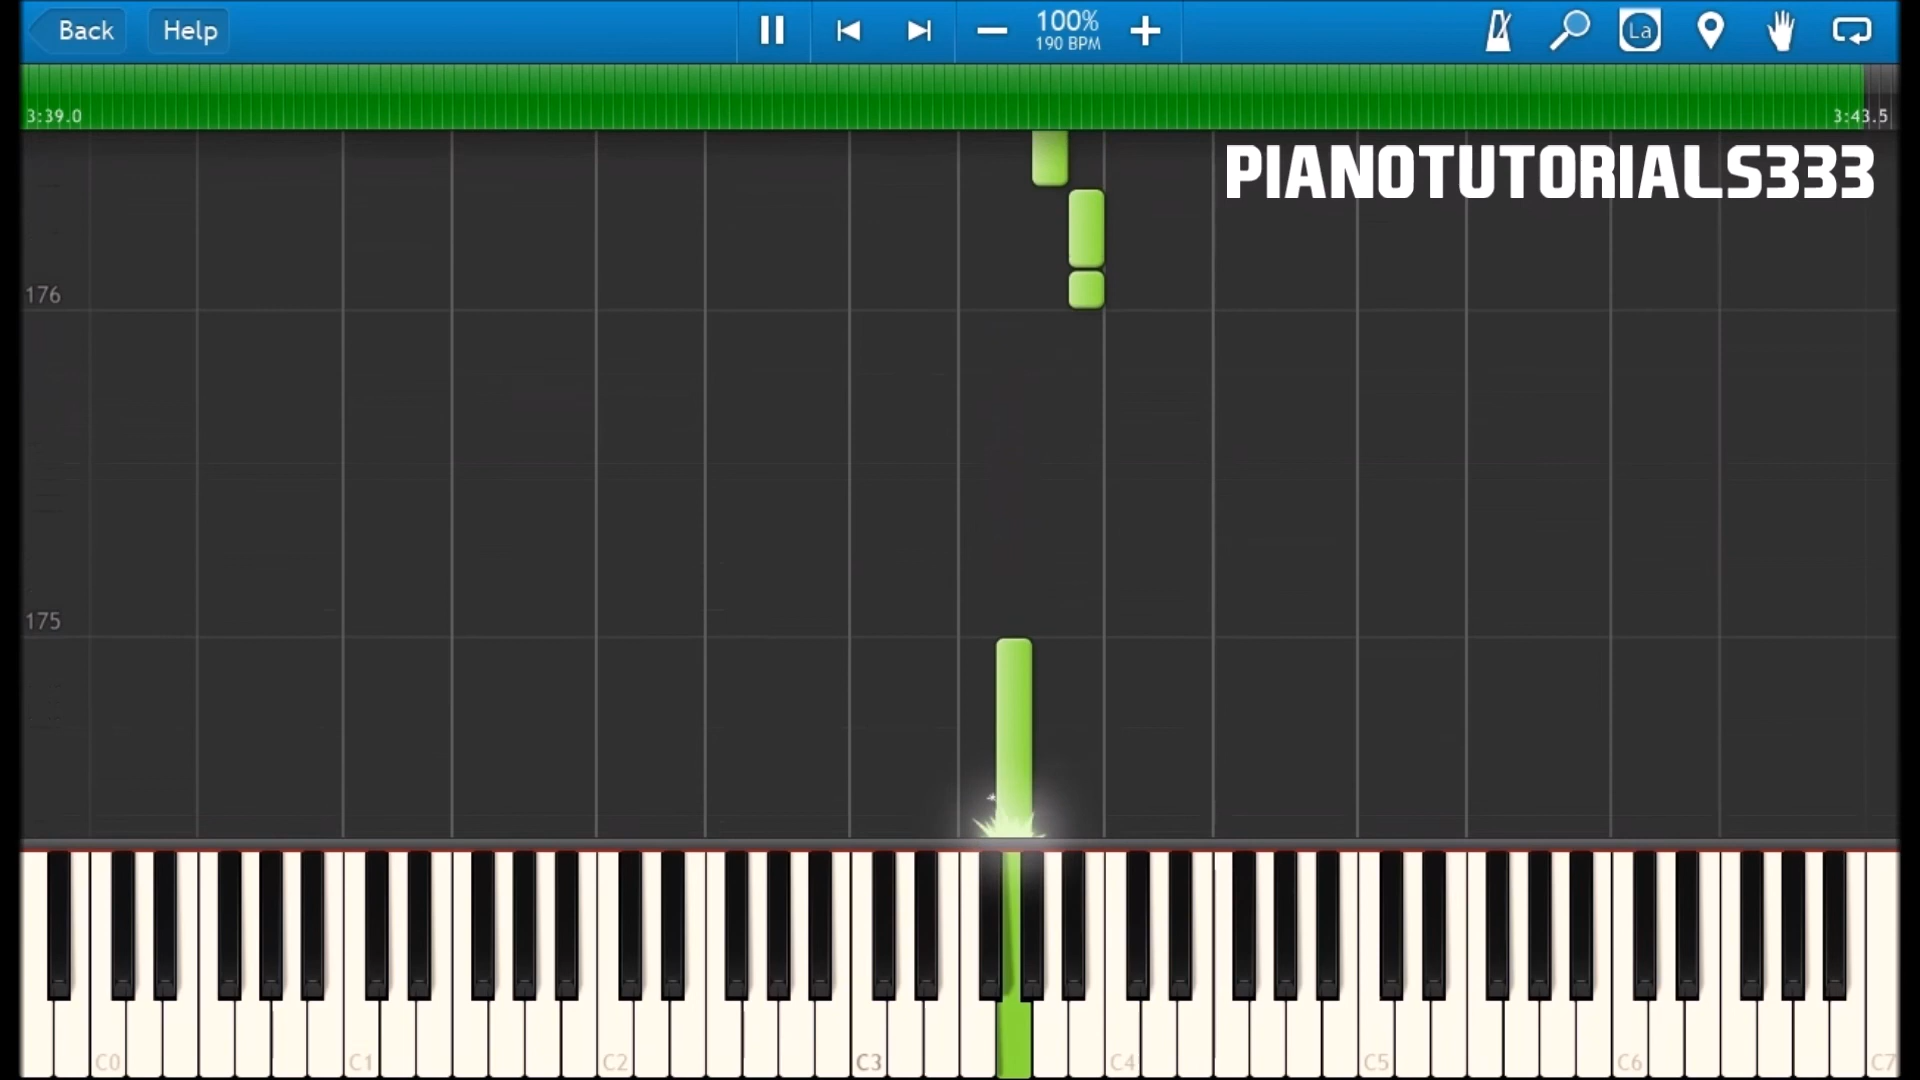 Back
Help
100%
190 BPM
La
3:39.0
3:43.5
PIANOTUTORIALS333
176
175
C0
C1
C2
C3
C4
C5
C6
C7